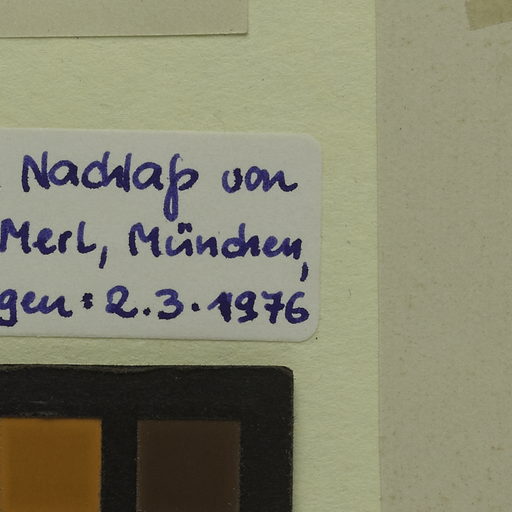 Nachlaß von
Merl, München,
gen: 2.3.1976